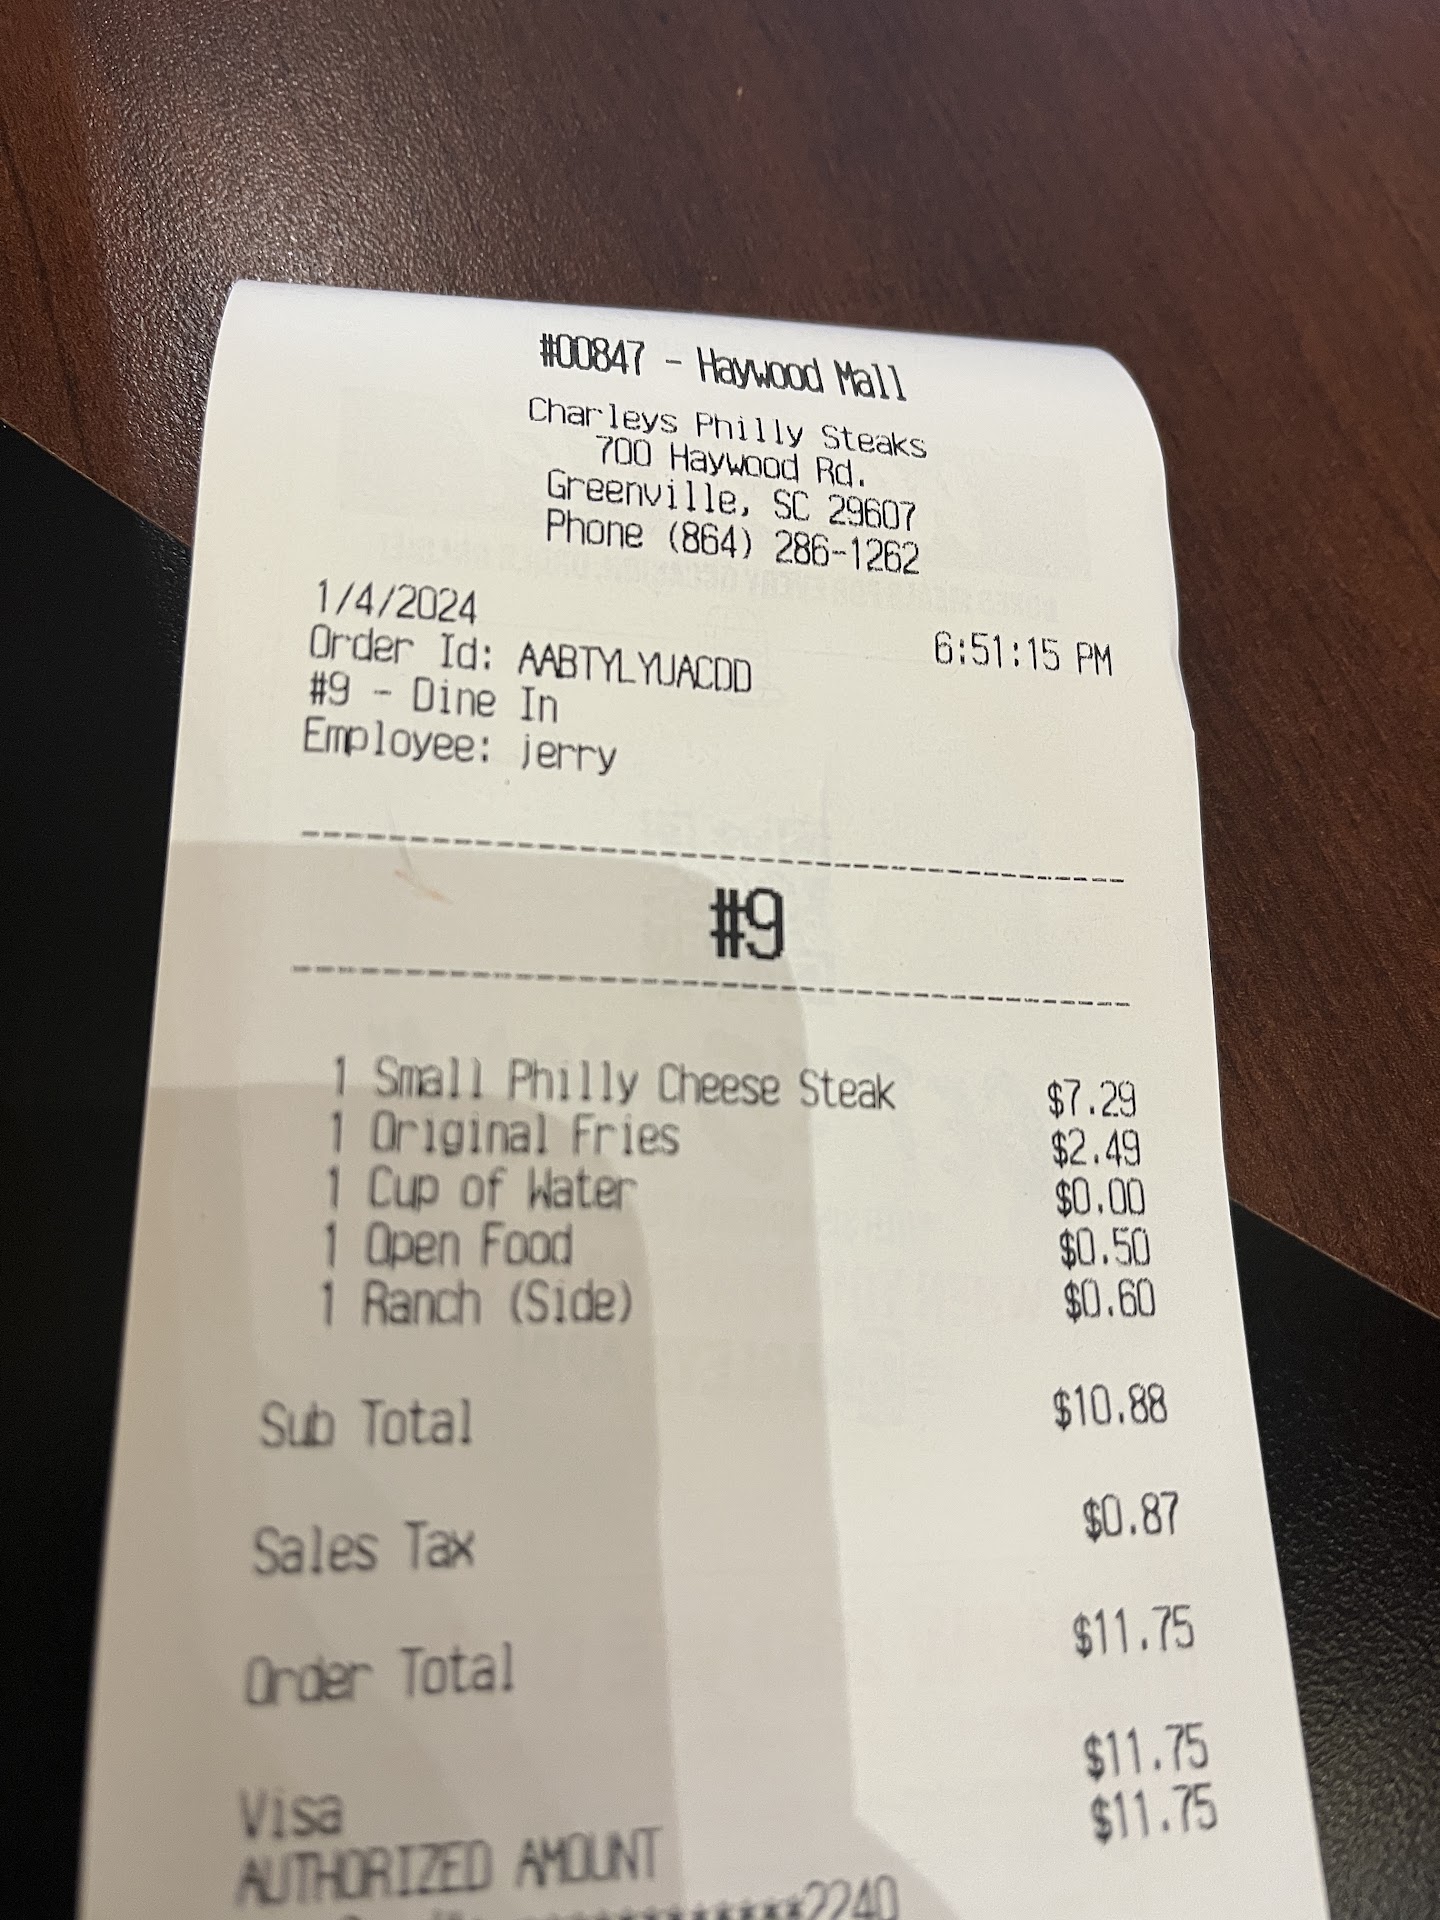 #00847 - Haywood Mall
Charleys Philly Steaks
700 Haywood Rd.
Greenville, SC 29607
Phone (864) 286-1262
1/4/2024 6:51:15 PM
Order Id: AABTYLYUACDD
#9 - Dine In
Employee: jerry
#9
1 Small Philly Cheese Steak $7.29
1 Original Fries $2.49
1 Cup of Water $0.00
1 Open Food $0.50
1 Ranch (Side) $0.60
Sub Total $10.88
Sales Tax $0.87
Order Total $11.75
Visa $11.75
AUTHORIZED AMOUNT $11.75
************2240